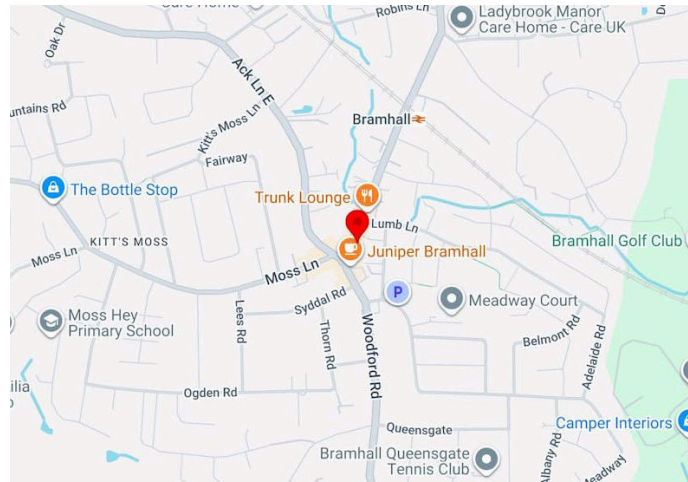 Care Home
Robins Ln
Ladybrook Manor
Care Home - Care UK
Oak Dr
Ack Ln E
untains Rd
Kitt's Moss Ln
Bramhall
Fairway
The Bottle Stop
Trunk Lounge
Lumb Ln
KITT'S MOSS
Juniper Bramhall
Bramhall Golf Club
Moss Ln
Moss Ln
Syddal Rd
P
Meadway Court
Moss Hey
Primary School
Lees Rd
Thorn Rd
Woodford Rd
Belmont Rd
Adelaide Rd
Ogden Rd
Camper Interiors
Queensgate
Bramhall Queensgate
Tennis Club
Albany Rd
Meadway